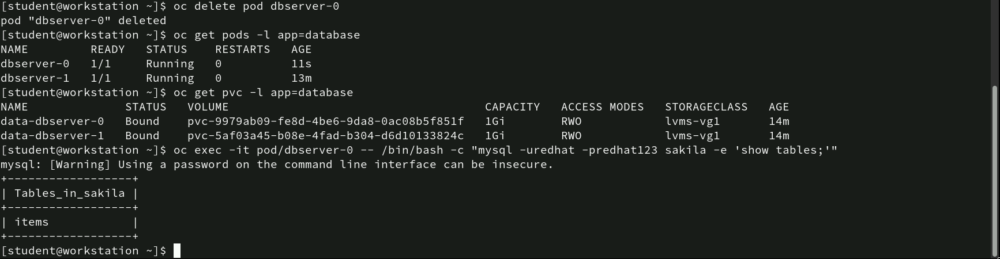 [student@workstation ~]$ oc delete pod dbserver-0
pod "dbserver-0" deleted
[student@workstation ~]$ oc get pods -l app=database
NAME         READY   STATUS    RESTARTS   AGE
dbserver-0   1/1     Running   0          11s
dbserver-1   1/1     Running   0          13m
[student@workstation ~]$ oc get pvc -l app=database
NAME              STATUS   VOLUME                                     CAPACITY   ACCESS MODES   STORAGECLASS   AGE
data-dbserver-0   Bound    pvc-9979ab09-fe8d-4be6-9da8-0ac08b5f851f   1Gi        RWO            lvms-vg1       14m
data-dbserver-1   Bound    pvc-5af03a45-b08e-4fad-b304-d6d10133824c   1Gi        RWO            lvms-vg1       14m
[student@workstation ~]$ oc exec -it pod/dbserver-0 -- /bin/bash -c "mysql -uredhat -predhat123 sakila -e 'show tables;'"
mysql: [Warning] Using a password on the command line interface can be insecure.
+------------------+
| Tables_in_sakila |
+------------------+
| items            |
+------------------+
[student@workstation ~]$